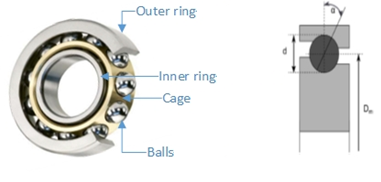 Outer ring
Inner ring
Cage
Balls
α
d
Dm